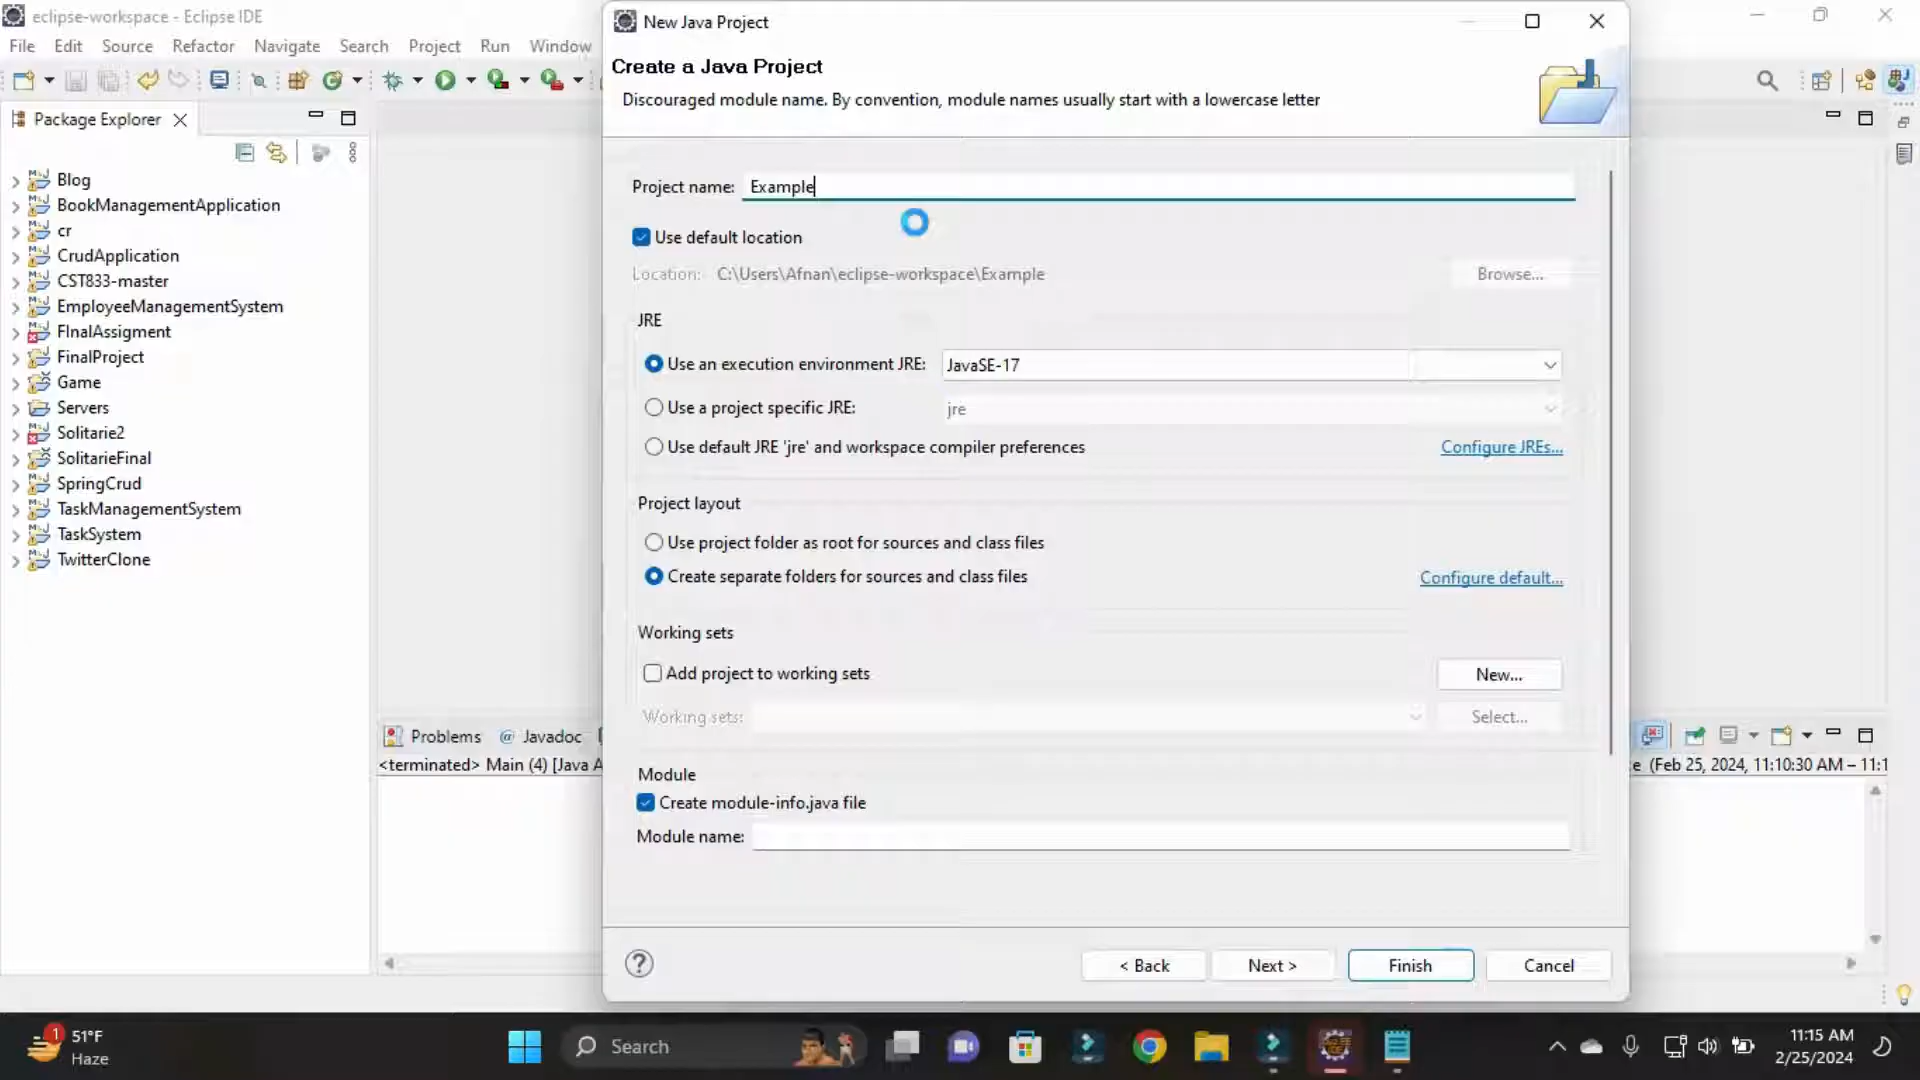 eclipse-workspace - Eclipse IDE
File Edit Source Refactor Navigate Search Project Run Window
Package Explorer
Blog
BookManagementApplication
cr
CrudApplication
CST833-master
EmployeeManagementSystem
FInalAssigment
FinalProject
Game
Servers
Solitarie2
SolitarieFinal
SpringCrud
TaskManagementSystem
TaskSystem
TwitterClone
Problems @ Javadoc
<terminated> Main (4) [Java A
e (Feb 25, 2024, 11:10:30 AM – 11:1
New Java Project
Create a Java Project
Discouraged module name. By convention, module names usually start with a lowercase letter
Project name: Example
Use default location
Location: C:\Users\Afnan\eclipse-workspace\Example Browse...
JRE
Use an execution environment JRE: JavaSE-17
Use a project specific JRE: jre
Use default JRE 'jre' and workspace compiler preferences Configure JREs...
Project layout
Use project folder as root for sources and class files
Create separate folders for sources and class files Configure default...
Working sets
Add project to working sets New...
Working sets: Select...
Module
Create module-info.java file
Module name:
? < Back Next > Finish Cancel
1 51°F
Haze
Search
11:15 AM
2/25/2024